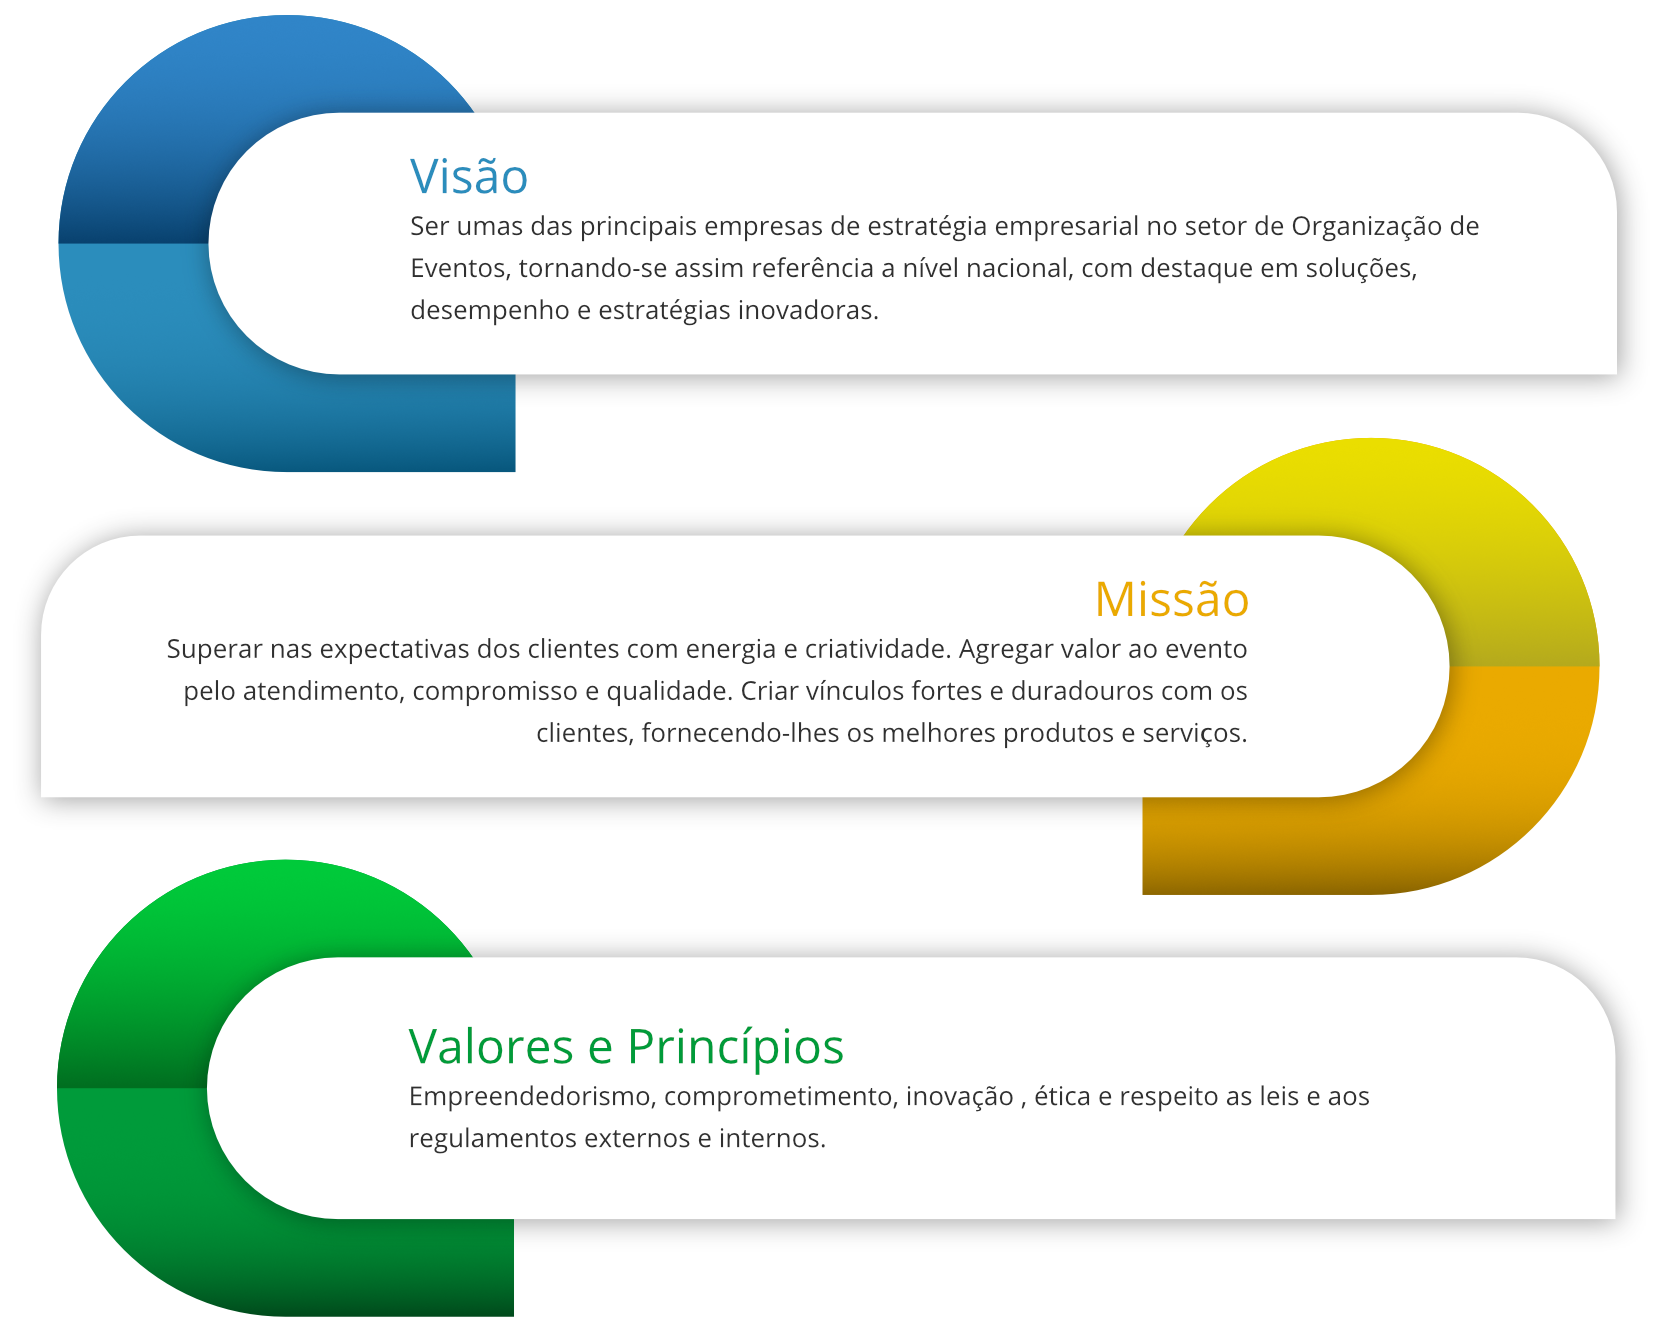 Visão
Ser umas das principais empresas de estratégia empresarial no setor de Organização de
Eventos, tornando-se assim referência a nível nacional, com destaque em soluções,
desempenho e estratégias inovadoras.
Missão
Superar nas expectativas dos clientes com energia e criatividade. Agregar valor ao evento
pelo atendimento, compromisso e qualidade. Criar vínculos fortes e duradouros com os
clientes, fornecendo-lhes os melhores produtos e serviços.
Valores e Princípios
Empreendedorismo, comprometimento, inovação , ética e respeito as leis e aos
regulamentos externos e internos.